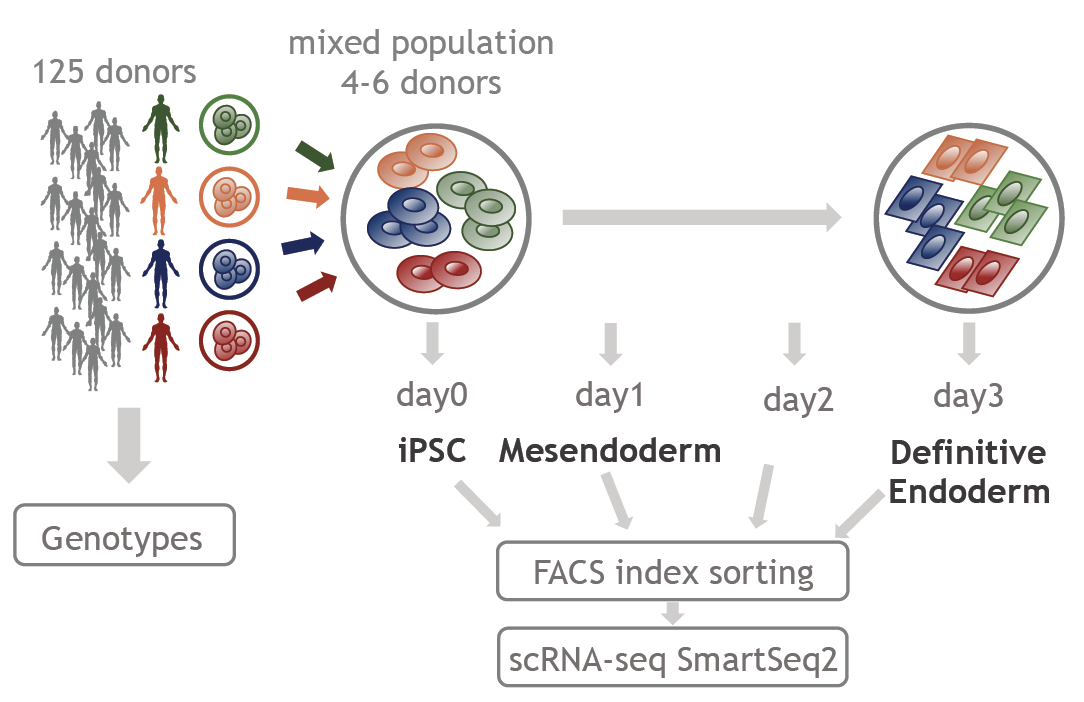 125 donors
mixed population
4-6 donors
day0
day1
day2
day3
iPSC
Mesendoderm
Definitive
Endoderm
Genotypes
FACS index sorting
scRNA-seq SmartSeq2